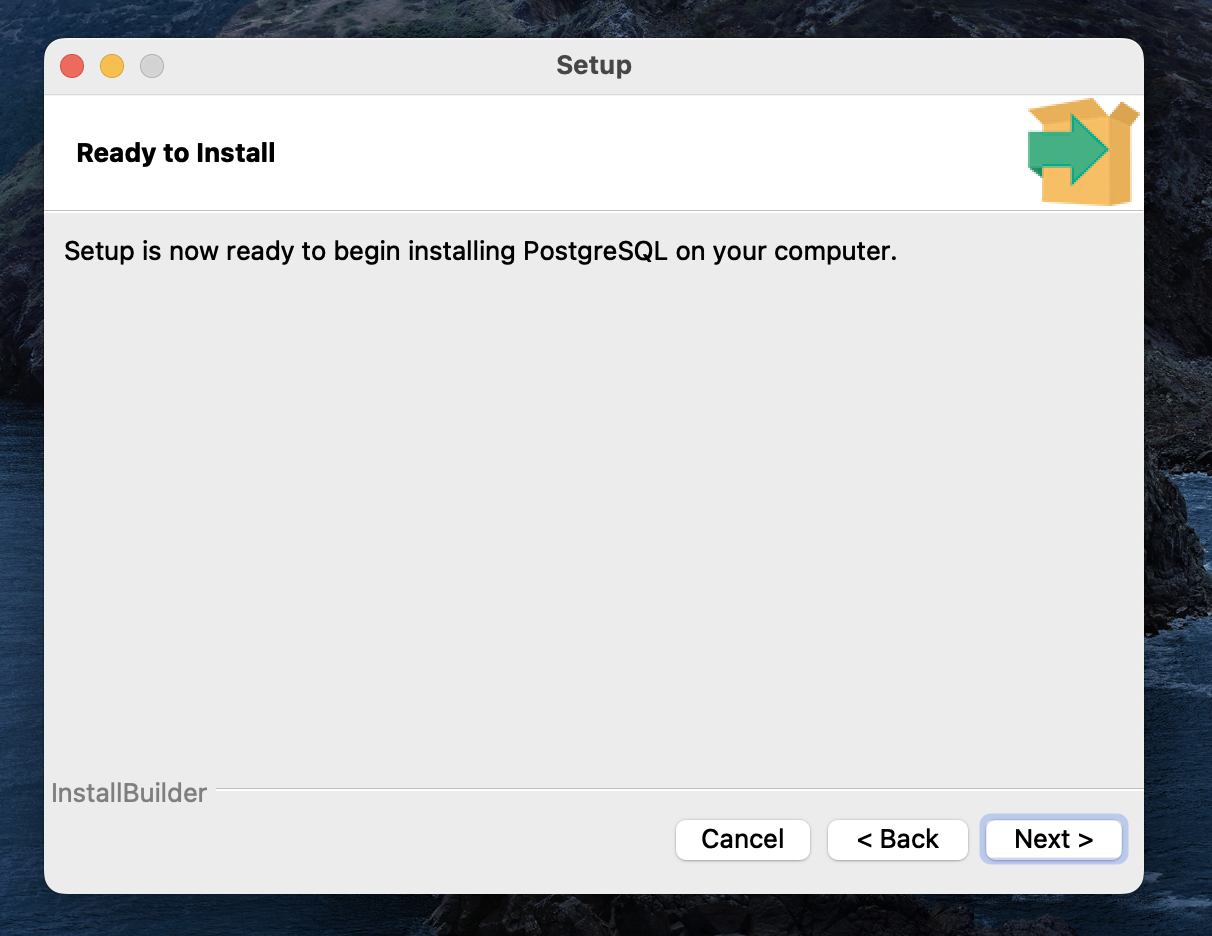 Setup
Ready to Install
Setup is now ready to begin installing PostgreSQL on your computer.
InstallBuilder
Cancel
< Back
Next >